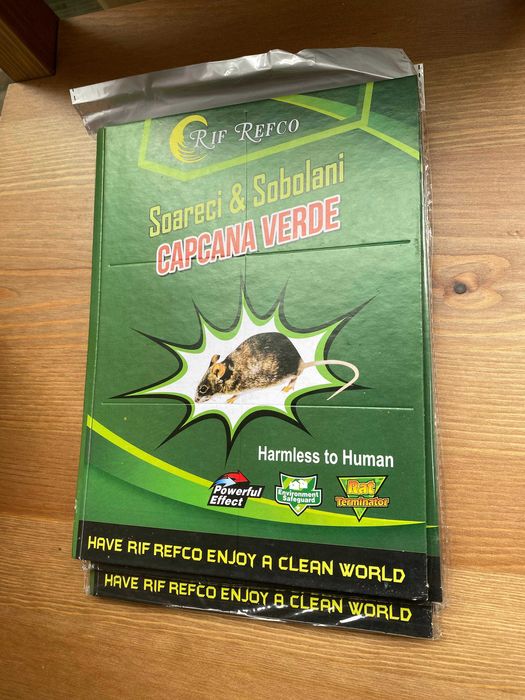 RIF REFCO
Soareci & Sobolani
CAPCANA VERDE
Harmless to Human
Powerful
Effect
Environment
Safeguard
Rat
Terminator
HAVE RIF REFCO ENJOY A CLEAN WORLD
HAVE RIF REFCO ENJOY A CLEAN WORLD